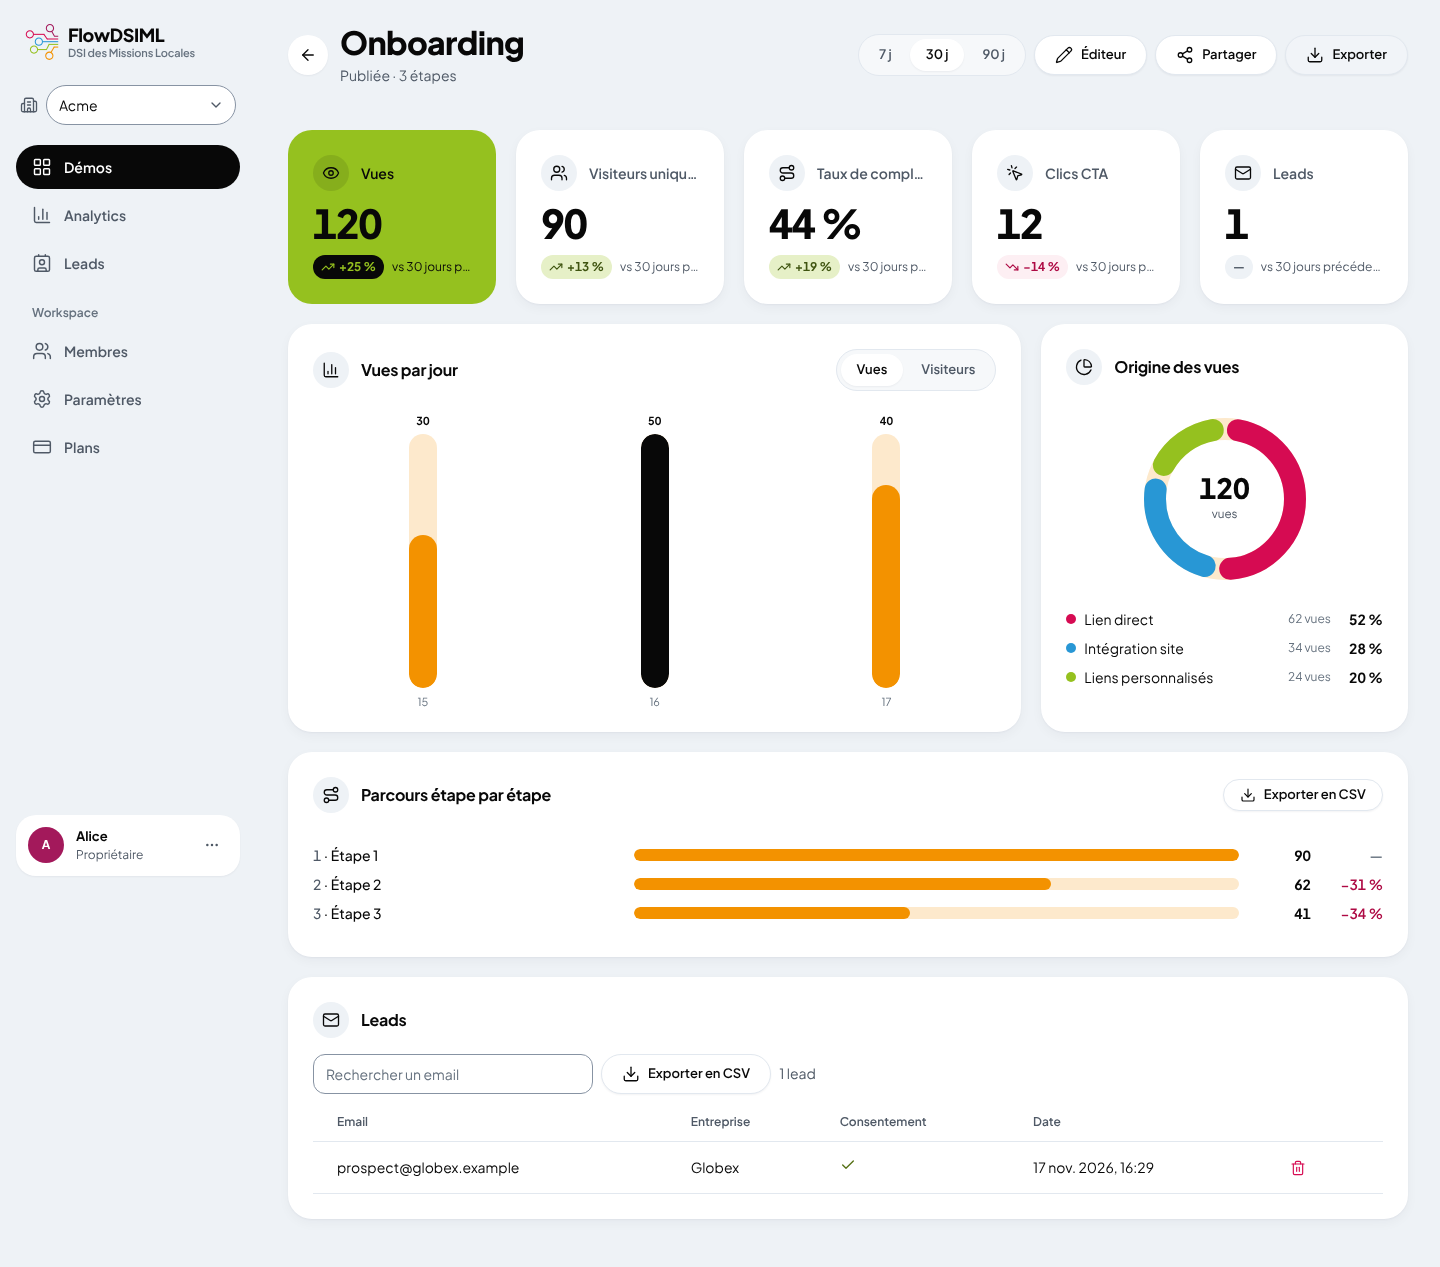 FlowDSIML
DSI des Missions Locales
Acme
Démos
Analytics
Leads
Workspace
Membres
Paramètres
Plans
A
Alice
Propriétaire
Onboarding
Publiée · 3 étapes
7 j
30 j
90 j
Éditeur
Partager
Exporter
Vues
120
+25 %
vs 30 jours p…
Visiteurs uniqu…
90
+13 %
vs 30 jours p…
Taux de compl…
44 %
+19 %
vs 30 jours p…
Clics CTA
12
−14 %
vs 30 jours p…
Leads
1
—
vs 30 jours précéde…
Vues par jour
Vues
Visiteurs
30
50
40
15
16
17
Origine des vues
120
vues
Lien direct 62 vues 52 %
Intégration site 34 vues 28 %
Liens personnalisés 24 vues 20 %
Parcours étape par étape
Exporter en CSV
1 · Étape 1 90 —
2 · Étape 2 62 −31 %
3 · Étape 3 41 −34 %
Leads
Rechercher un email
Exporter en CSV
1 lead
Email Entreprise Consentement Date
prospect@globex.example Globex 17 nov. 2026, 16:29